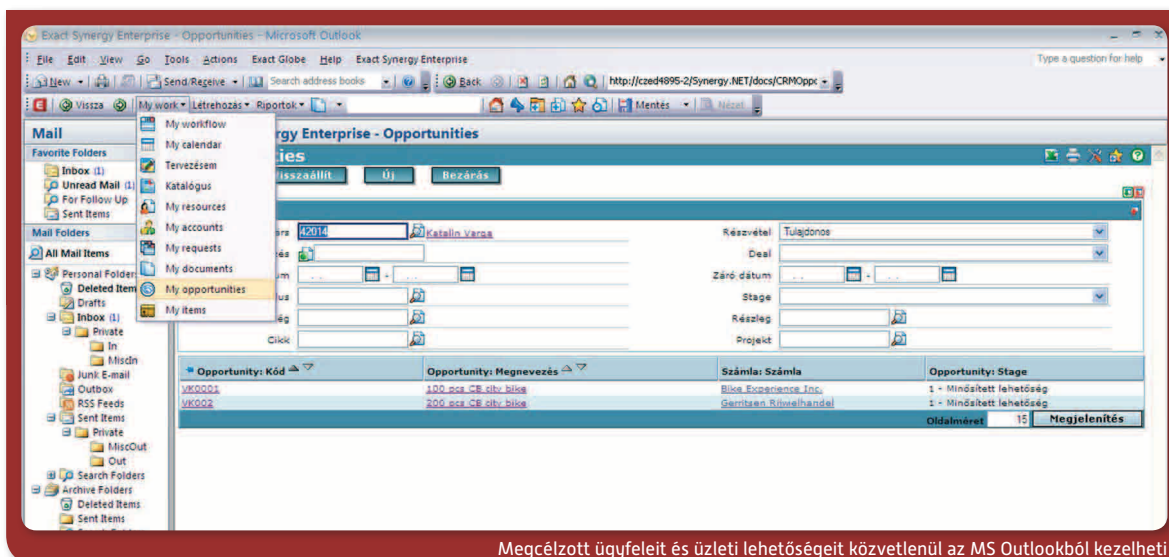 Exact Synergy Enterprise - Opportunities - Microsoft Outlook
File Edit View Go Tools Actions Exact Globe Help Exact Synergy Enterprise Type a question for help
New Send/Receive Search address books Back http://czed4895-2/Synergy.NET/docs/CRMOppc
Vissza My work Létrehozás Riportok Mentés Nézet
Mail
rgy Enterprise - Opportunities
Favorite Folders
Inbox (1)
Unread Mail (1)
For Follow Up
Sent Items
Mail Folders
All Mail Items
Personal Folder
Deleted Item
Drafts
Inbox (1)
Private
In
MiscIn
Junk E-mail
Outbox
RSS Feeds
Sent Items
Private
MiscOut
Out
Search Folders
Archive Folders
Deleted Items
Sent Items
My workflow
My calendar
Tervezésem
Katalógus
My resources
My accounts
My requests
My documents
My opportunities
My items
ies
isszaállít Új Bezárás
42014 Katalin Varga Részvétel Tulajdonos
és Deal
um . . - . . Záró dátum . . - . .
us Stage
ég Részleg
Cikk Projekt
Opportunity: Kód Opportunity: Megnevezés Számla: Számla Opportunity: Stage
VK0001 100 pcs CB city bike Bike Experience Inc. 1 - Minősített lehetőség
VK002 200 pcs CB city bike Gerritsen Rijwelhandel 1 - Minősített lehetőség
Oldalméret 15 Megjelenítés
Megcélzott ügyfeleit és üzleti lehetőségeit közvetlenül az MS Outlookból kezelheti